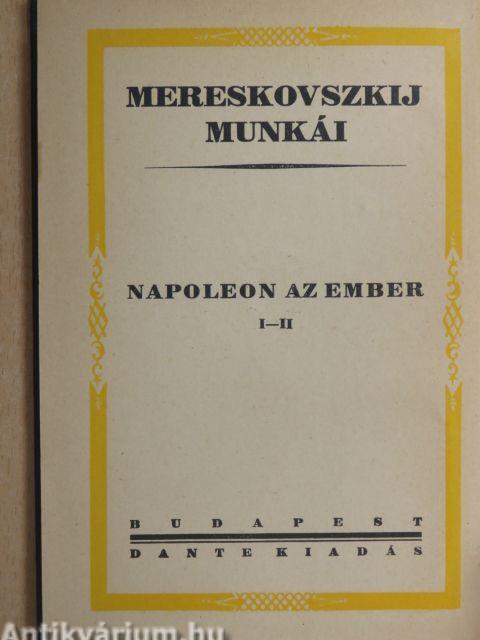 MERESKOVSZKIJ
MUNKÁI
NAPOLEON AZ EMBER
I—II
BUDAPEST
DANTE KIADÁS
Antikvárium.hu